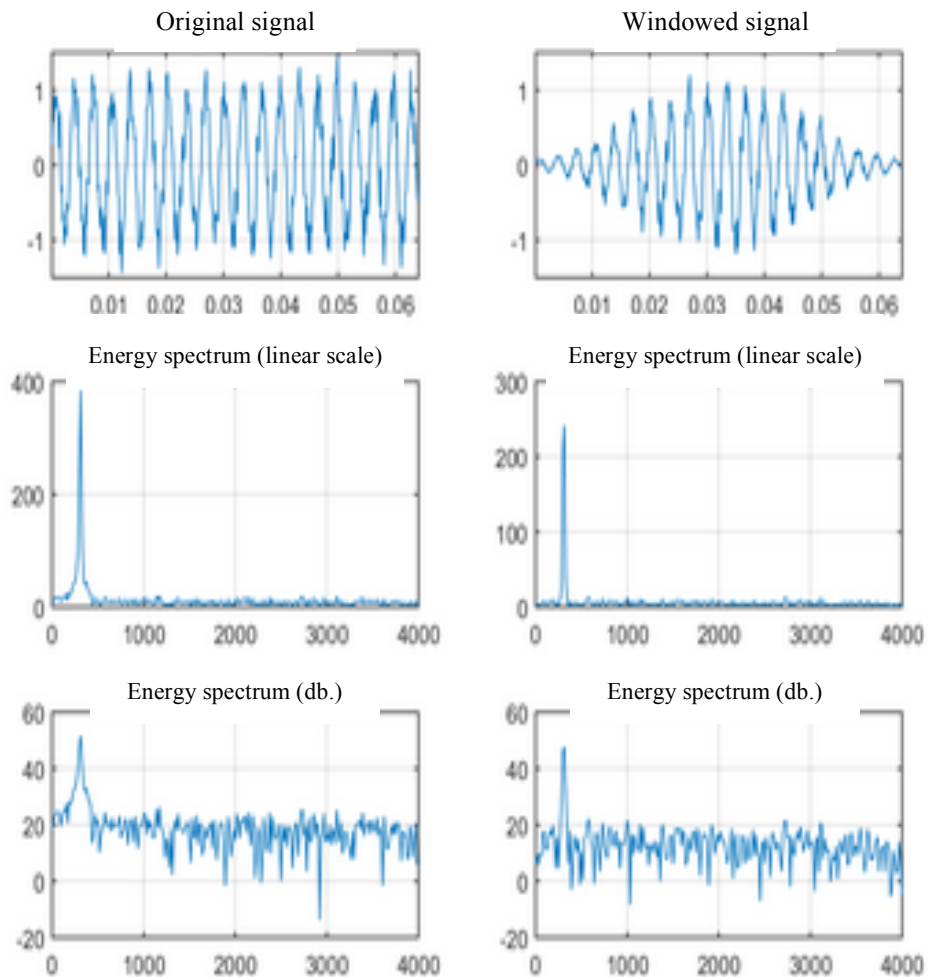 Original signal
Windowed signal
1
0
-1
0.01 0.02 0.03 0.04 0.05 0.06
1
0
-1
0.01 0.02 0.03 0.04 0.05 0.06
Energy spectrum (linear scale)
Energy spectrum (linear scale)
400
200
0
0 1000 2000 3000 4000
300
200
100
0
0 1000 2000 3000 4000
Energy spectrum (db.)
Energy spectrum (db.)
60
40
20
0
-20
0 1000 2000 3000 4000
60
40
20
0
-20
0 1000 2000 3000 4000